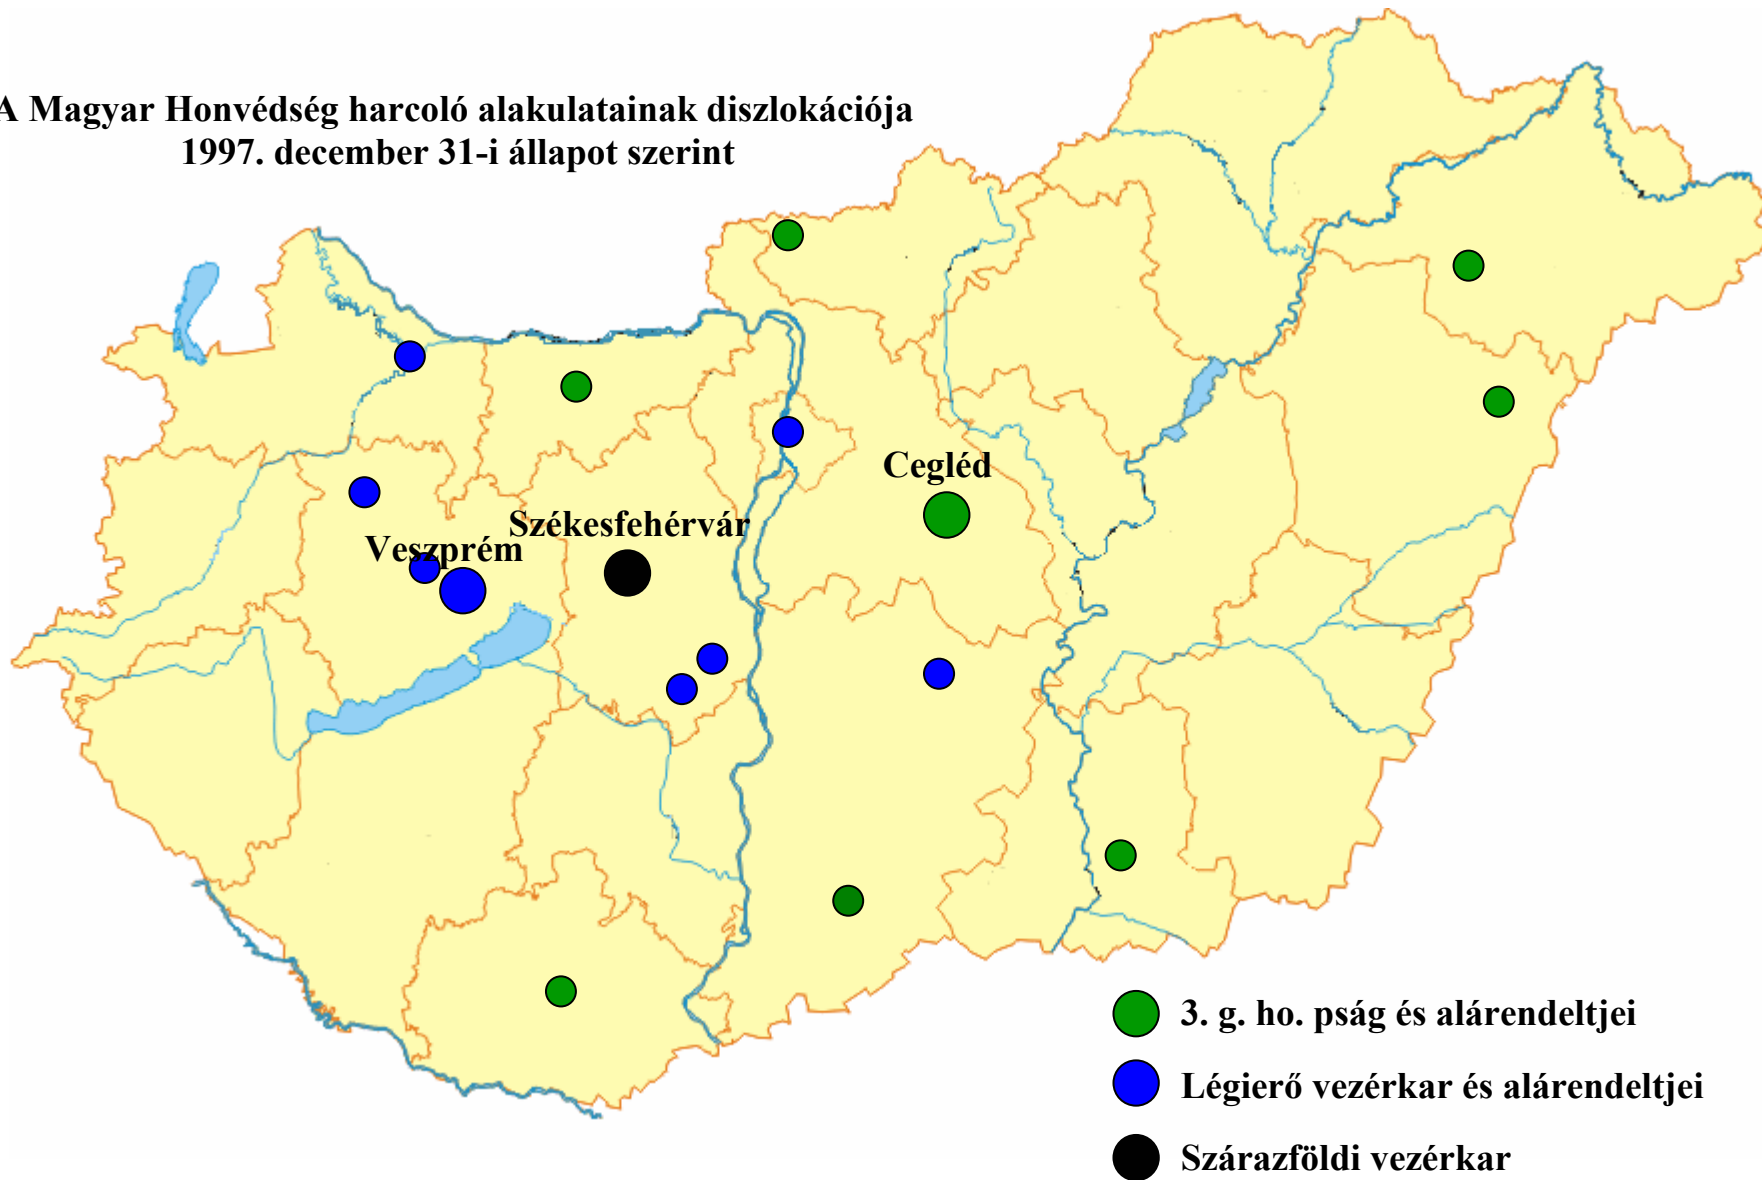 A Magyar Honvédség harcoló alakulatainak diszlokációja
1997. december 31-i állapot szerint
Cegléd
Székesfehérvár
Veszprém
3. g. ho. pság és alárendeltjei
Légierő vezérkar és alárendeltjei
Szárazföldi vezérkar